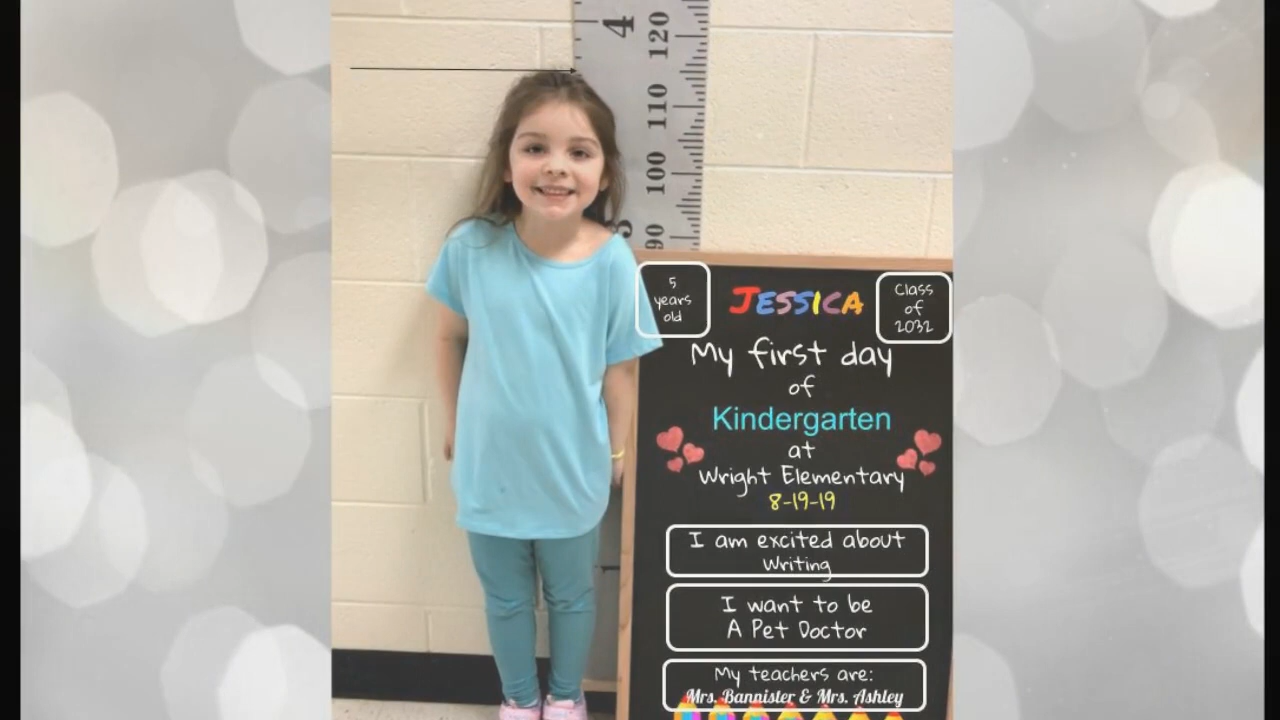 4
120
110
100
3
90
5
years
old
JESSICA
Class
of
2032
My first day
of
Kindergarten
at
Wright Elementary
8-19-19
I am excited about
Writing
I want to be
A Pet Doctor
My teachers are:
Mrs. Bannister & Mrs. Ashley